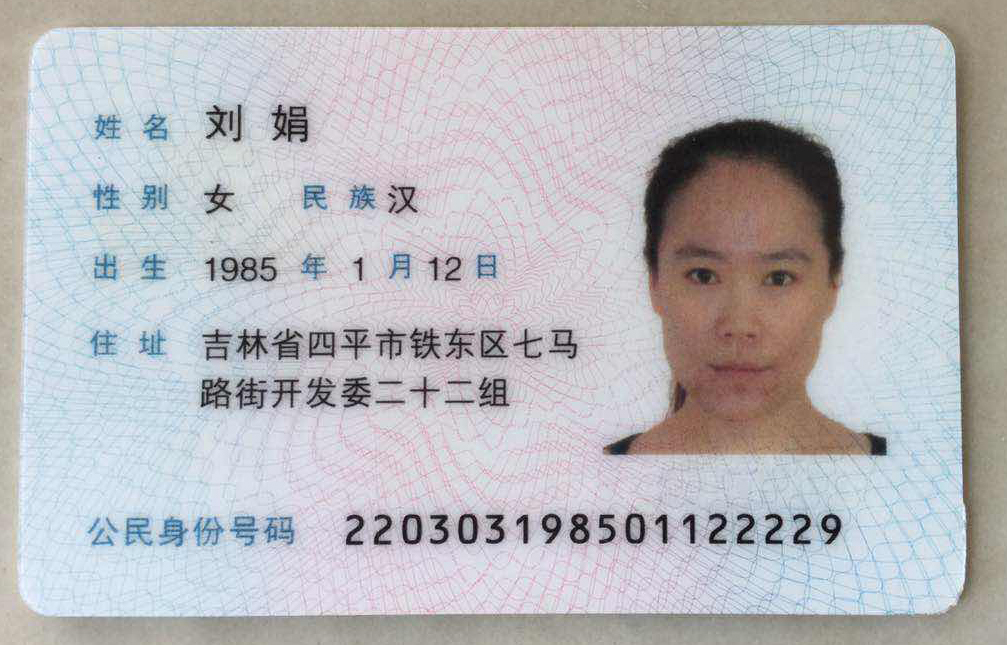 姓名 刘娟
性别 女 民族 汉
出生 1985 年 1 月 12 日
住址 吉林省四平市铁东区七马
路街开发委二十二组
公民身份号码 220303198501122229